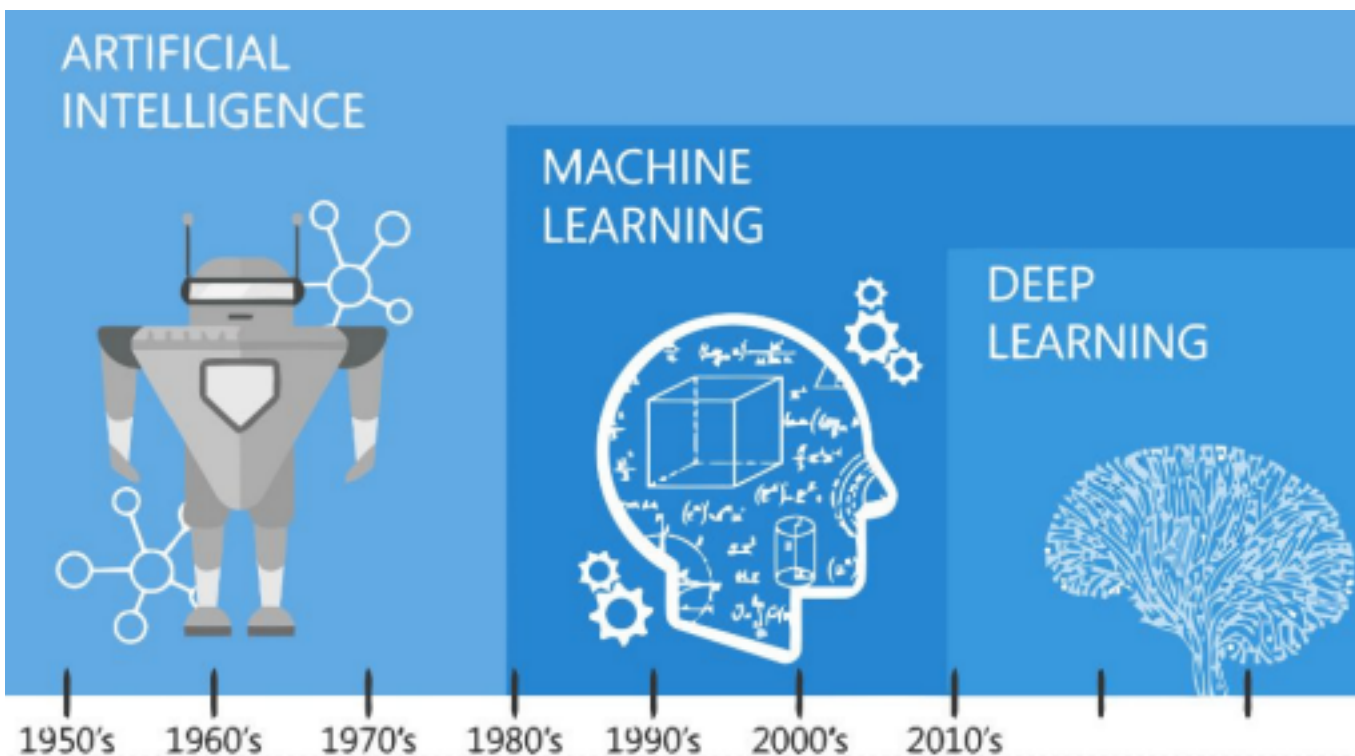 ARTIFICIAL
INTELLIGENCE
MACHINE
LEARNING
DEEP
LEARNING
1950's 1960's 1970's 1980's 1990's 2000's 2010's